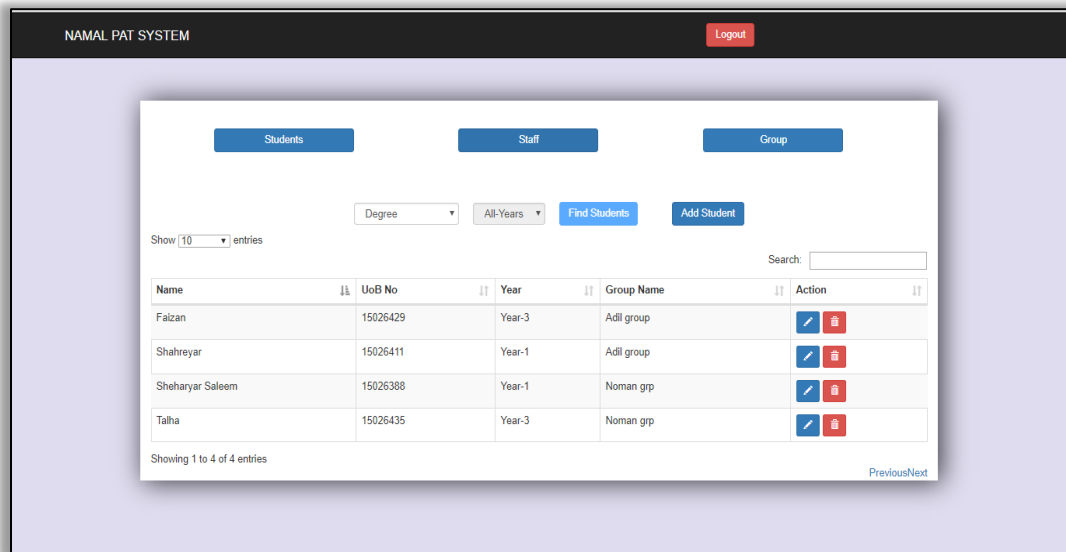 NAMAL PAT SYSTEM Logout
Students Staff Group
Degree All-Years Find Students Add Student
Show 10 entries
Search:
Name UoB No Year Group Name Action
Faizan 15026429 Year-3 Adil group
Shahreyar 15026411 Year-1 Adil group
Sheharyar Saleem 15026388 Year-1 Noman grp
Talha 15026435 Year-3 Noman grp
Showing 1 to 4 of 4 entries
PreviousNext